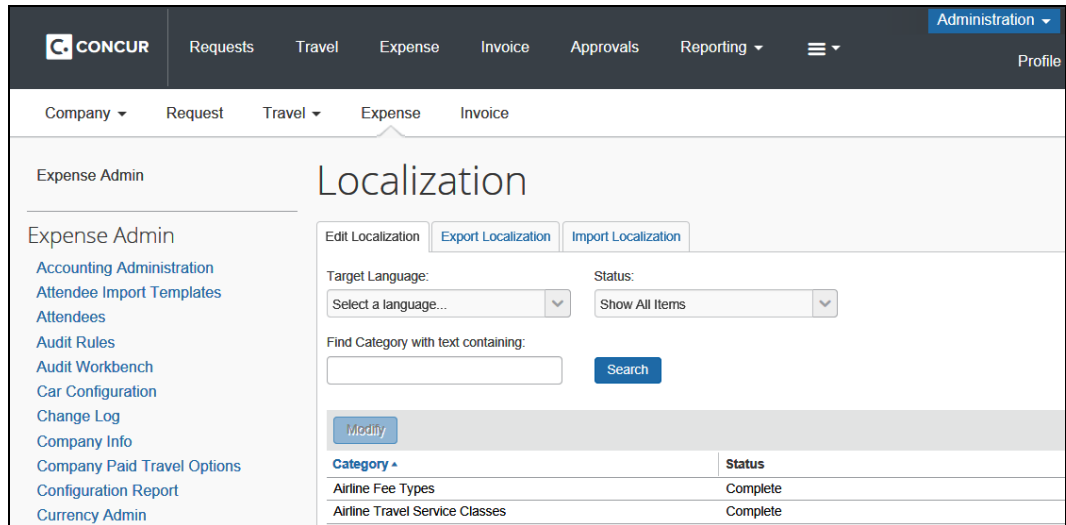 Administration
C. CONCUR Requests Travel Expense Invoice Approvals Reporting
Profile
Company Request Travel Expense Invoice
Expense Admin
Expense Admin
Accounting Administration
Attendee Import Templates
Attendees
Audit Rules
Audit Workbench
Car Configuration
Change Log
Company Info
Company Paid Travel Options
Configuration Report
Currency Admin
Localization
Edit Localization Export Localization Import Localization
Target Language: Status:
Select a language... Show All Items
Find Category with text containing:
Search
Modify
Category Status
Airline Fee Types Complete
Airline Travel Service Classes Complete